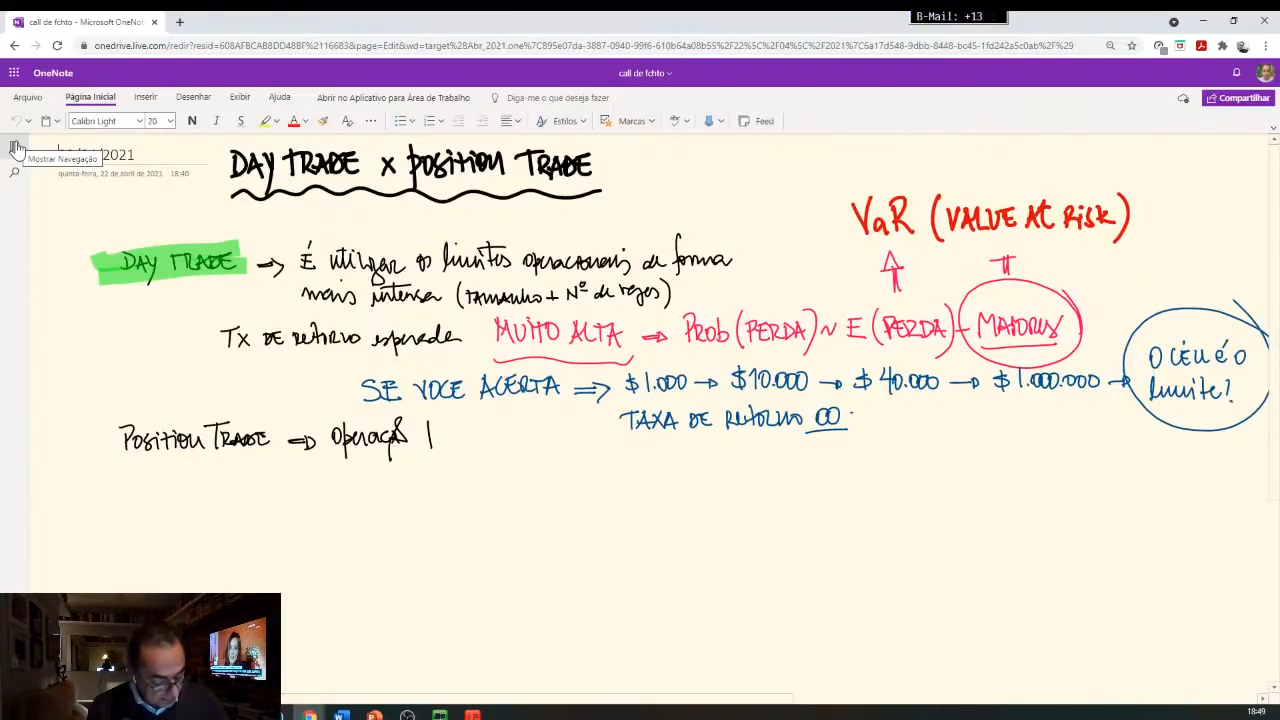 call de fchto - Microsoft OneNote
B-Mail: +13
OneNote
call de fchto
Compartilhar
Arquivo Página Inicial Inserir Desenhar Exibir Ajuda Abrir no Aplicativo para Área de Trabalho Diga-me o que deseja fazer
Calibri Light 20 N I S A Estilos Marcas Feed
2021
Mostrar Navegação
quinta-feira, 22 de abril de 2021 18:40
DAY TRADE x POSITION TRADE
VaR (VALUE At RISK)
DAY TRADE ⇒ É utilizar os limites operacionais de forma
mais intensa (TAMANHO + Nº de vezes)
TX DE RETORNO esperada MUITO ALTA ⇒ Prob (PERDA) ~ E (PERDA) - MAIORES
SE VOCE ACERTA ⇒ $1.000 → $10.000 → $40.000 → $1.000.000 →
O CÉU é O
limite!
TAXA DE RETORNO ∞
POSITION TRADE ⇒ Operação
18:49